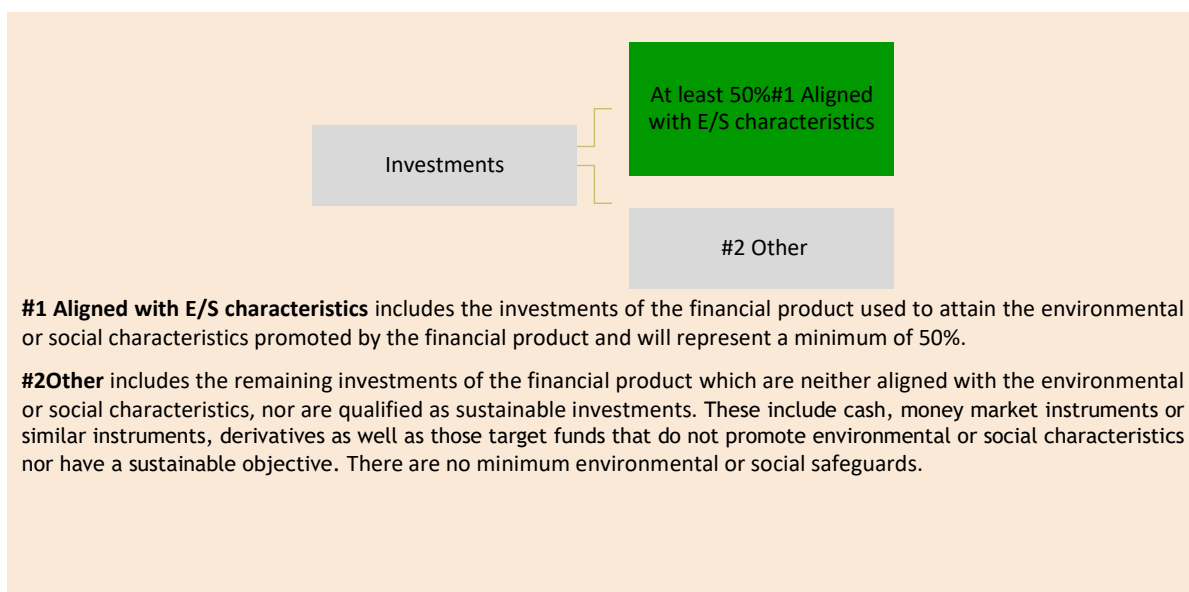 At least 50%#1 Aligned
with E/S characteristics
Investments
#2 Other
#1 Aligned with E/S characteristics includes the investments of the financial product used to attain the environmental
or social characteristics promoted by the financial product and will represent a minimum of 50%.
#2Other includes the remaining investments of the financial product which are neither aligned with the environmental
or social characteristics, nor are qualified as sustainable investments. These include cash, money market instruments or
similar instruments, derivatives as well as those target funds that do not promote environmental or social characteristics
nor have a sustainable objective. There are no minimum environmental or social safeguards.